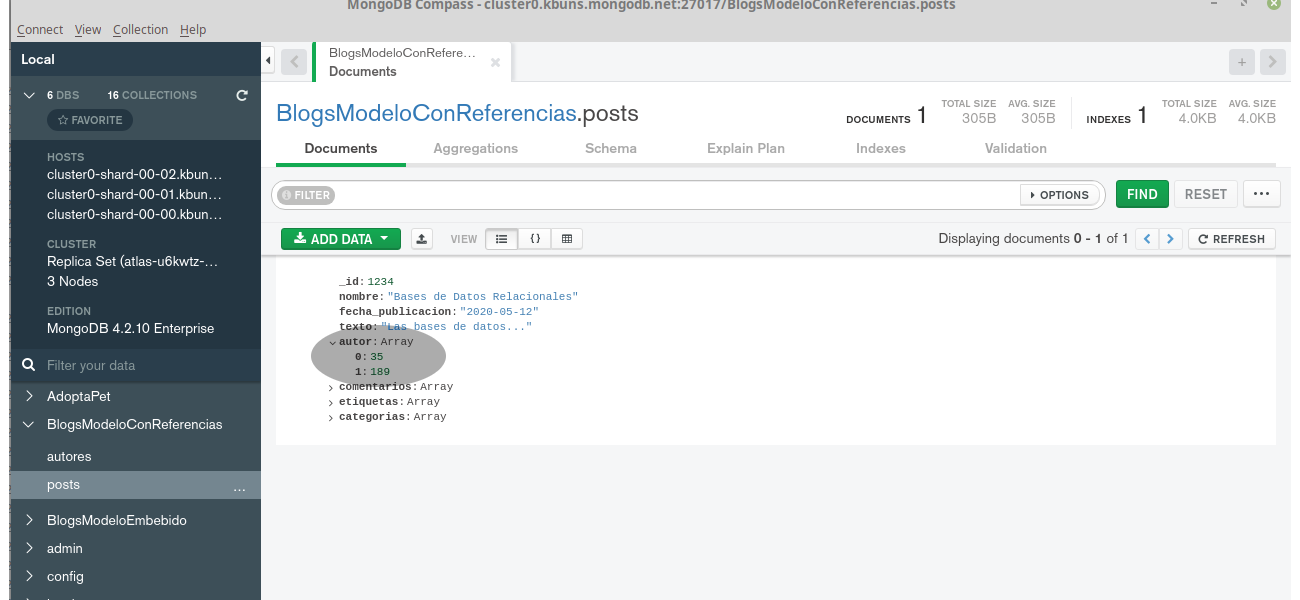 MongoDB Compass - cluster0.kbuns.mongodb.net:27017/BlogsModeloConReferencias.posts
Connect View Collection Help
Local
6 DBS 16 COLLECTIONS
FAVORITE
HOSTS
cluster0-shard-00-02.kbun...
cluster0-shard-00-01.kbun...
cluster0-shard-00-00.kbun...
CLUSTER
Replica Set (atlas-u6kwtz-...
3 Nodes
EDITION
MongoDB 4.2.10 Enterprise
Filter your data
AdoptaPet
BlogsModeloConReferencias
autores
posts ...
BlogsModeloEmbebido
admin
config
BlogsModeloConRefere...
Documents
BlogsModeloConReferencias.posts
DOCUMENTS 1 TOTAL SIZE 305B AVG. SIZE 305B INDEXES 1 TOTAL SIZE 4.0KB AVG. SIZE 4.0KB
Documents Aggregations Schema Explain Plan Indexes Validation
FILTER OPTIONS FIND RESET ...
ADD DATA VIEW {} Displaying documents 0 - 1 of 1 REFRESH
_id: 1234
nombre: "Bases de Datos Relacionales"
fecha_publicacion: "2020-05-12"
texto: "Las bases de datos..."
autor: Array
0: 35
1: 189
comentarios: Array
etiquetas: Array
categorias: Array